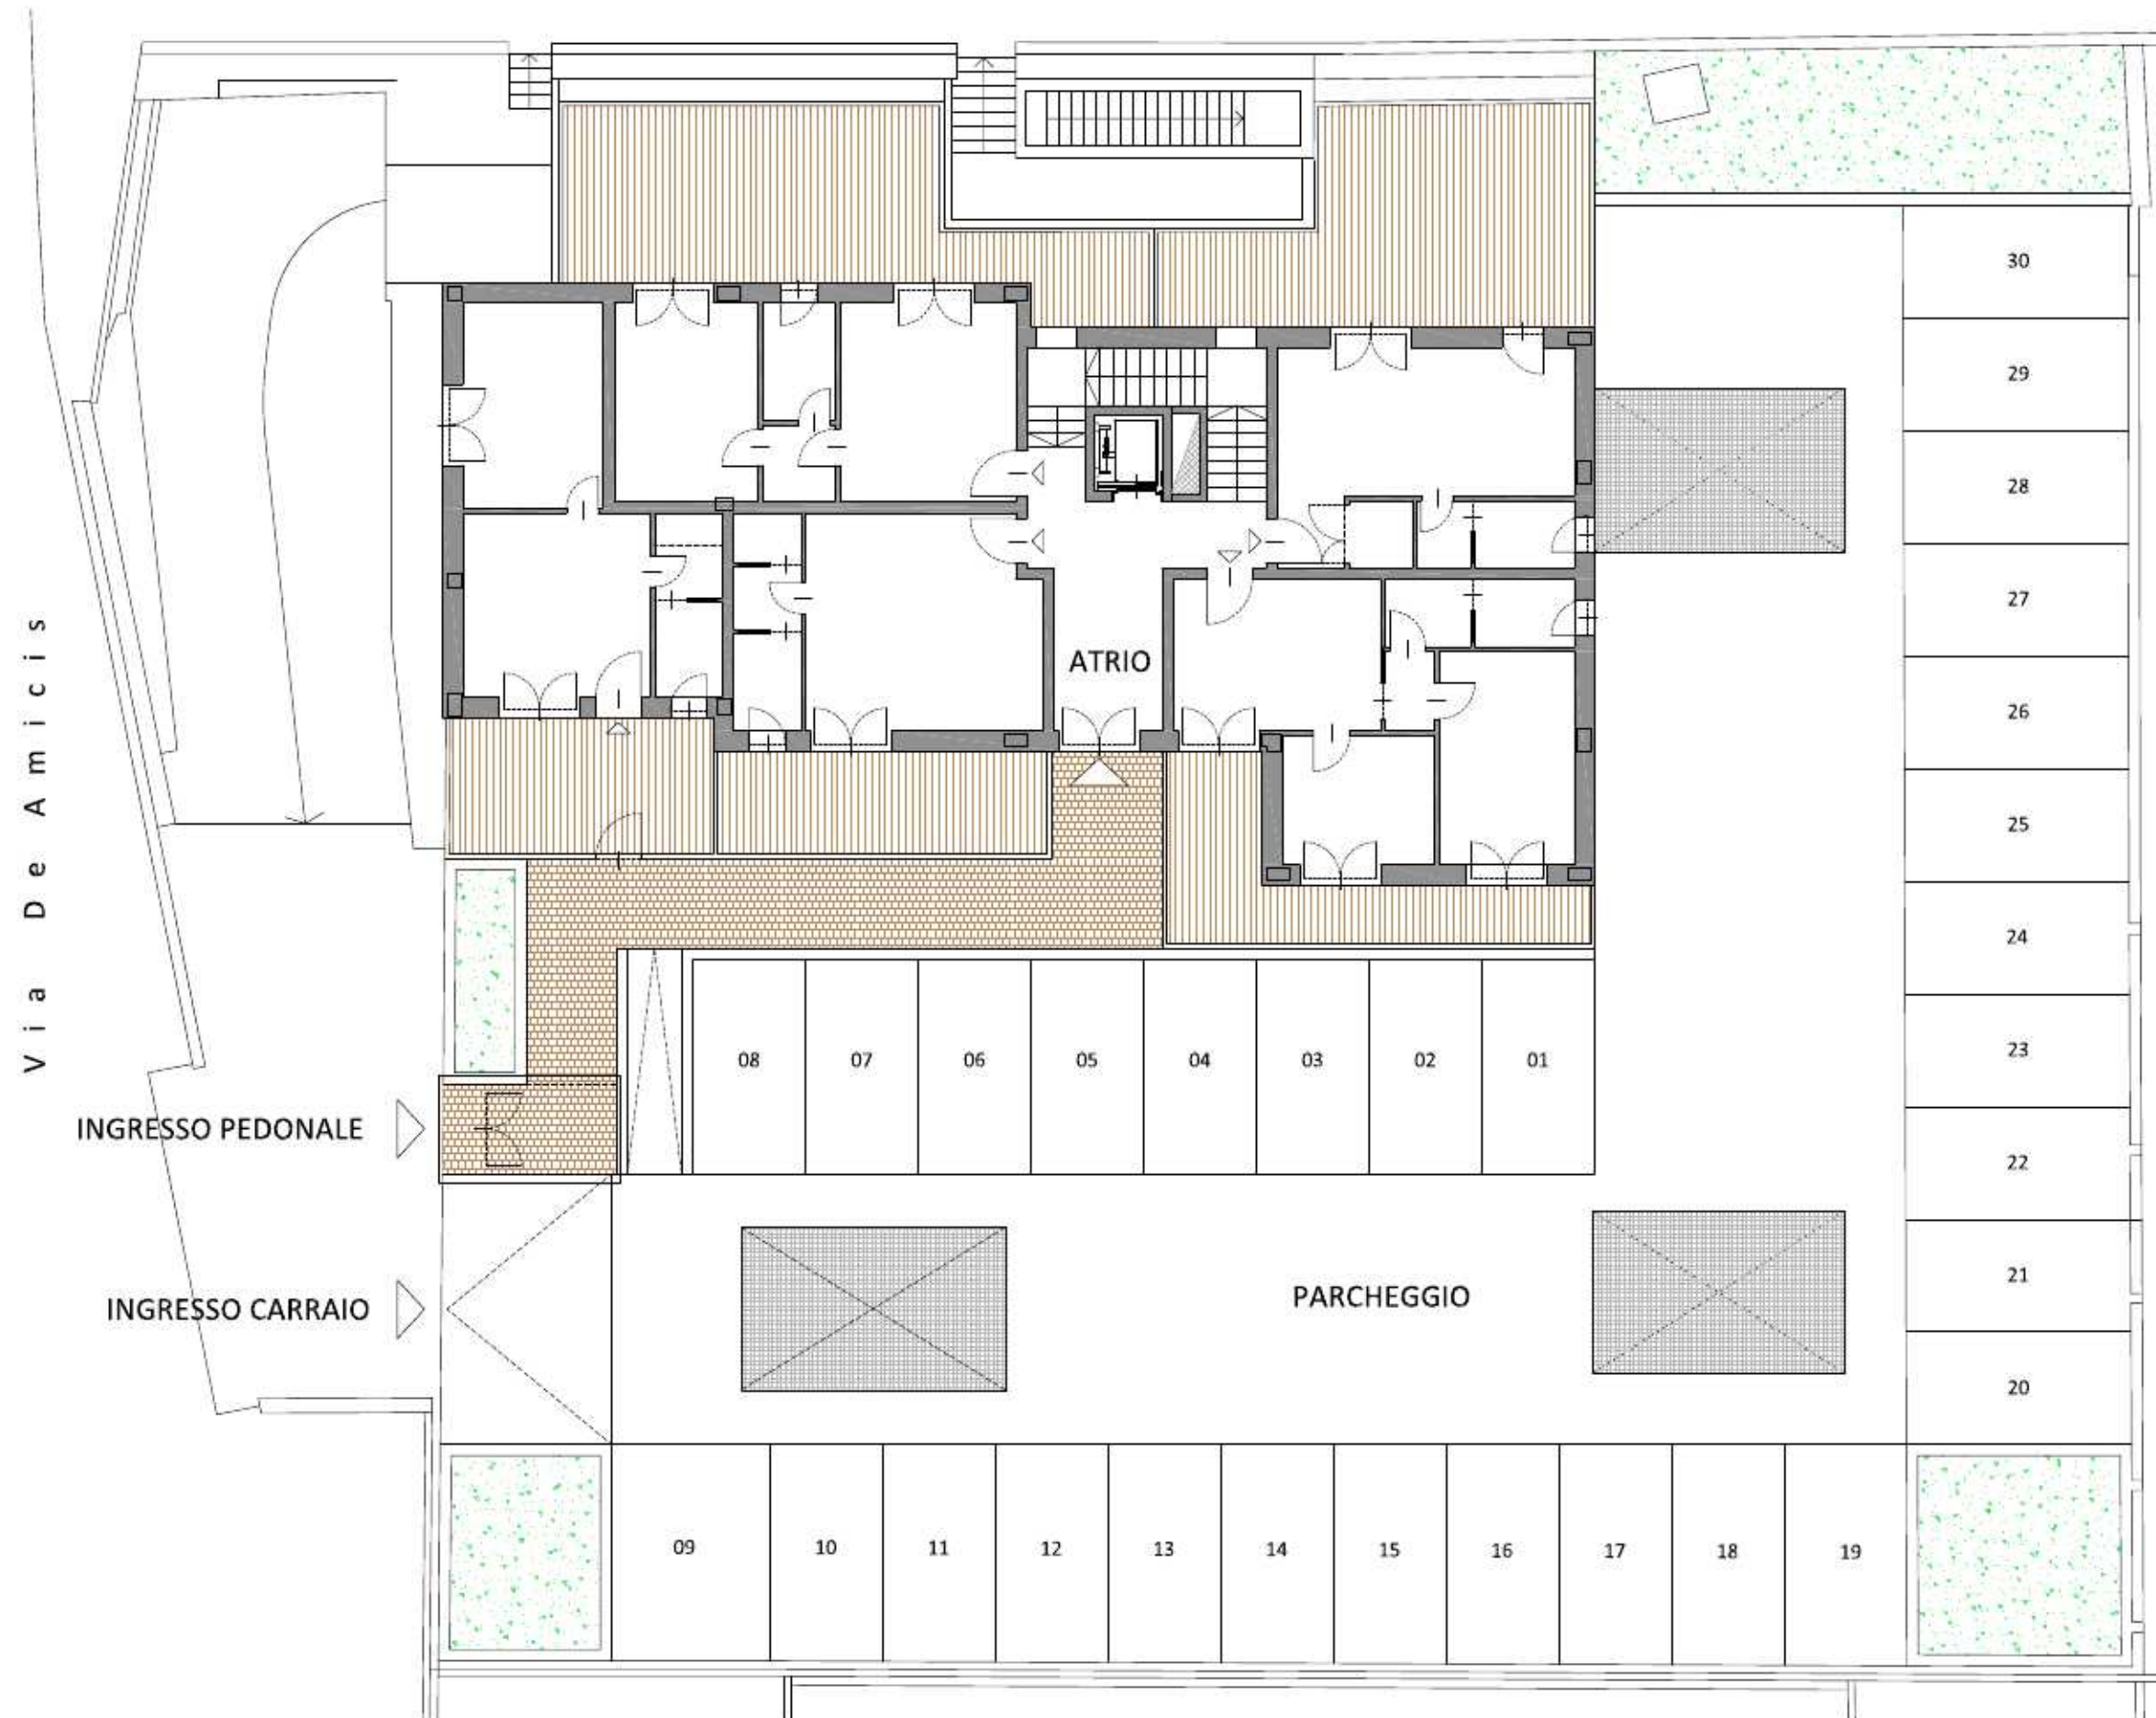 Via De Amicis
30
29
28
27
26
25
24
23
22
21
20
ATRIO
08 07 06 05 04 03 02 01
INGRESSO PEDONALE
INGRESSO CARRAIO
PARCHEGGIO
09 10 11 12 13 14 15 16 17 18 19